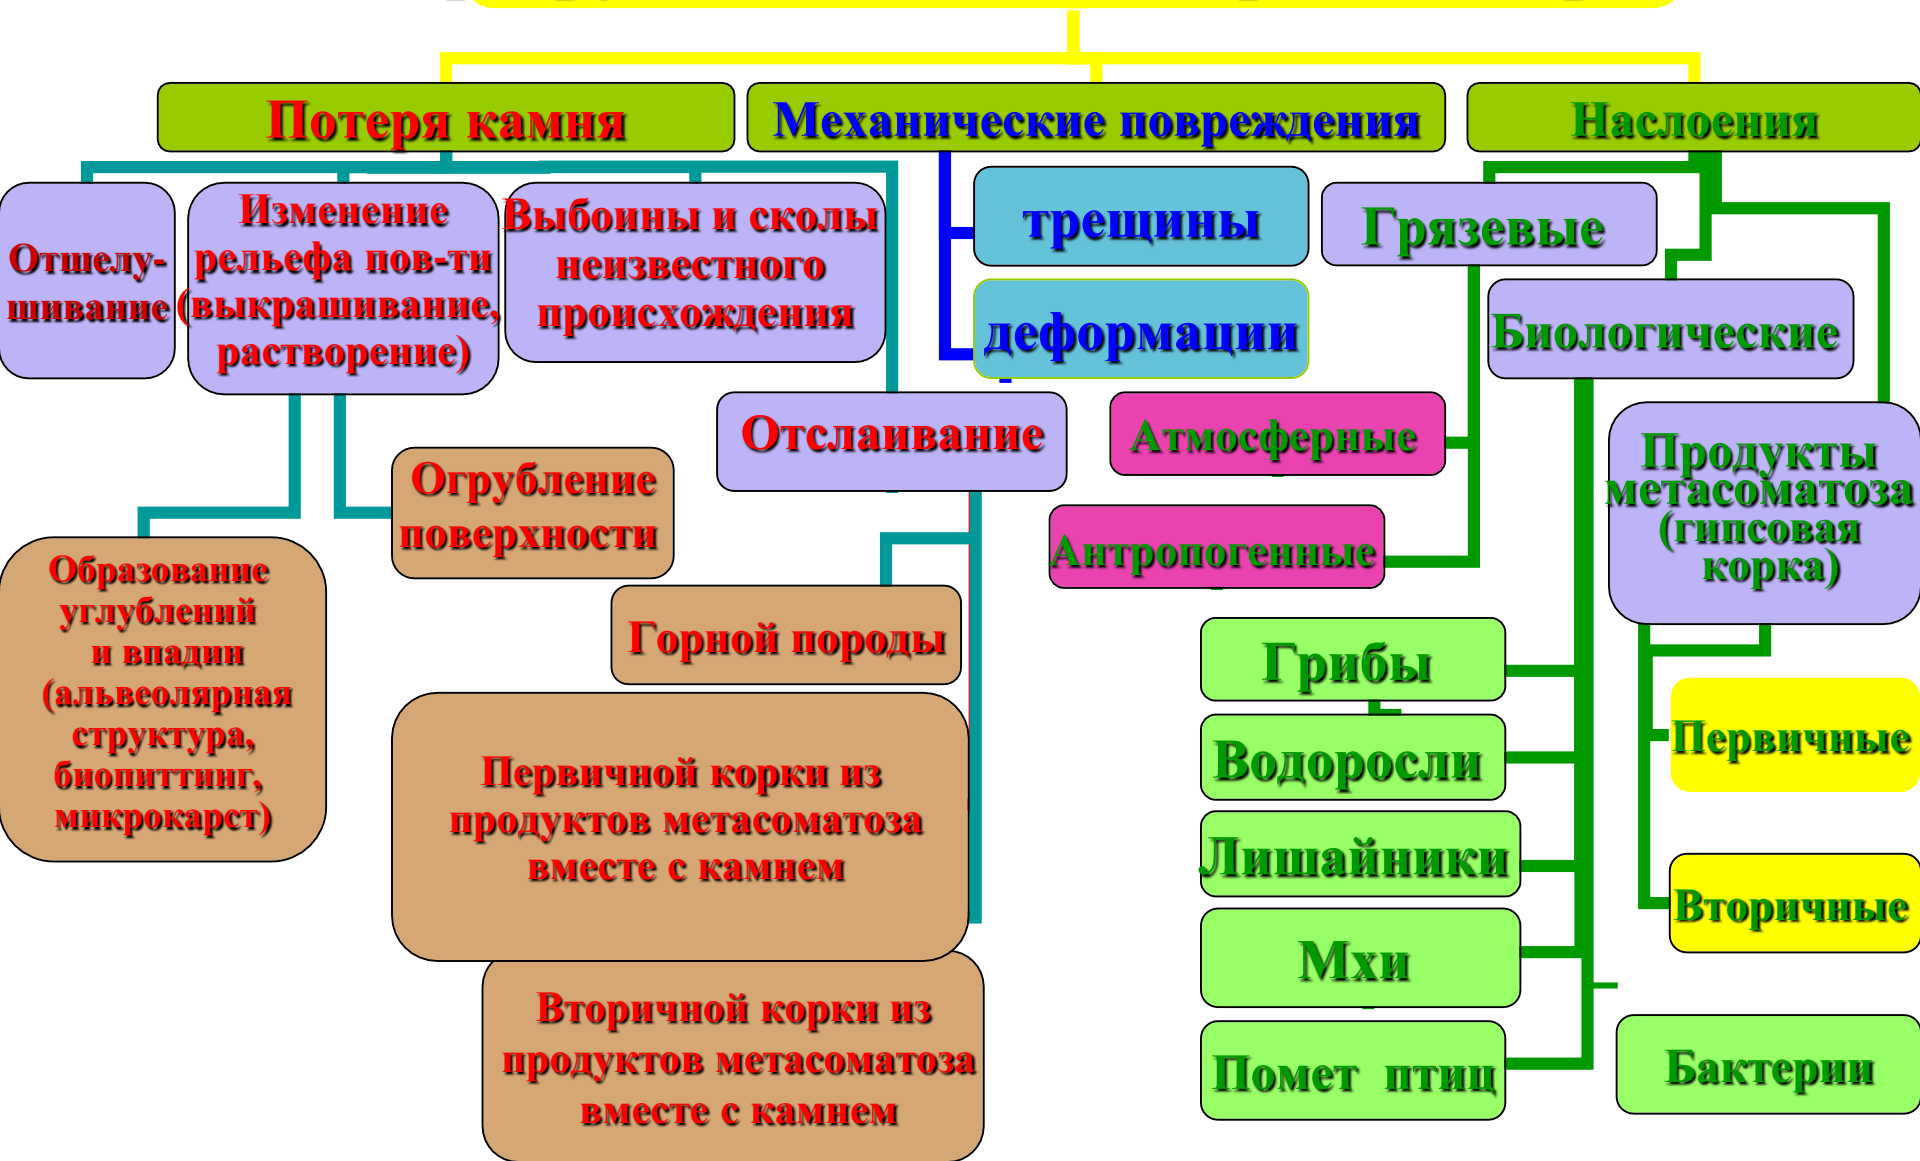 Потеря камня
Механические повреждения
Наслоения
Отшелу-
шивание
Изменение
рельефа пов-ти
(выкрашивание,
растворение)
Выбоины и сколы
неизвестного
происхождения
трещины
деформации
Грязевые
Биологические
Отслаивание
Атмосферные
Антропогенные
Продукты
метасоматоза
(гипсовая
корка)
Огрубление
поверхности
Образование
углублений
и впадин
(альвеолярная
структура,
биопиттинг,
микрокарст)
Горной породы
Первичной корки из
продуктов метасоматоза
вместе с камнем
Вторичной корки из
продуктов метасоматоза
вместе с камнем
Грибы
Водоросли
Лишайники
Мхи
Помет птиц
Первичные
Вторичные
Бактерии